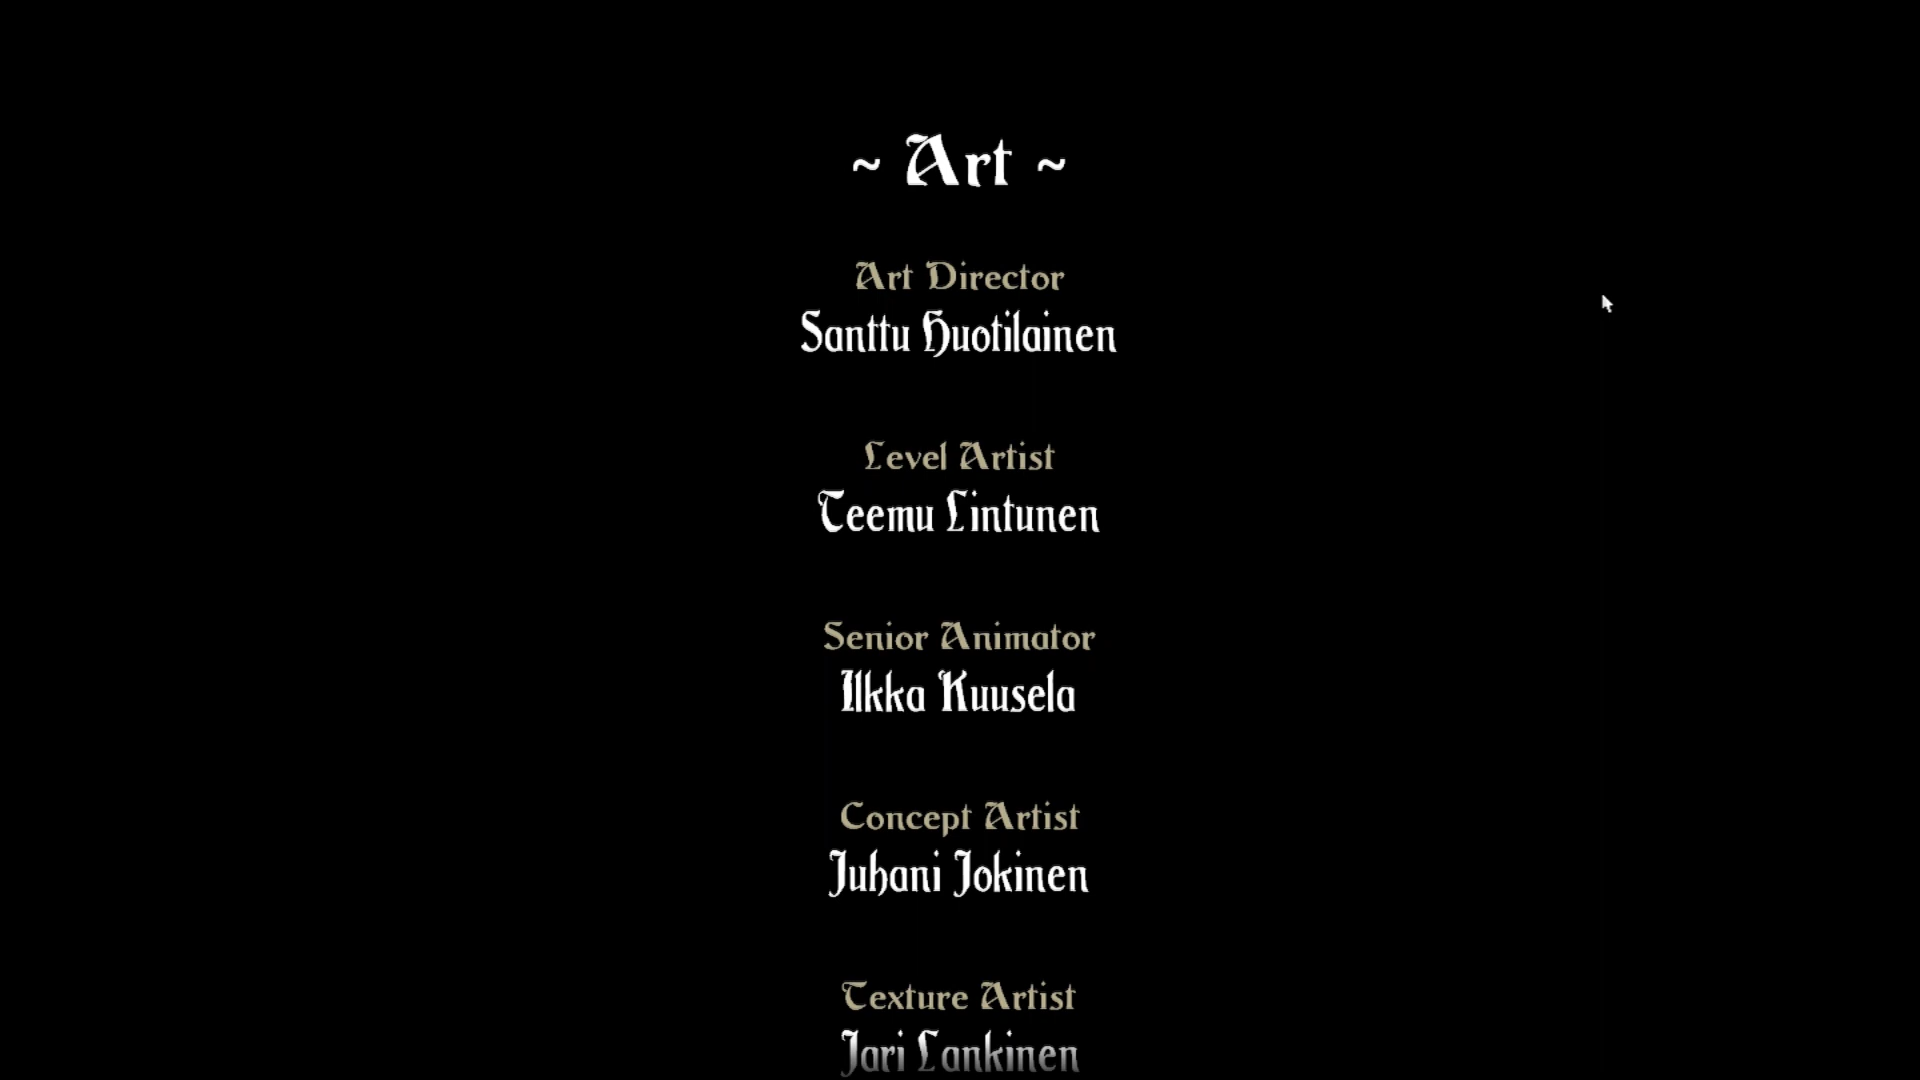 ~ Art ~
Art Director
Santtu Huotilainen
Level Artist
Teemu Lintunen
Senior Animator
Ilkka Kuusela
Concept Artist
Juhani Jokinen
Texture Artist
Jari Lankinen